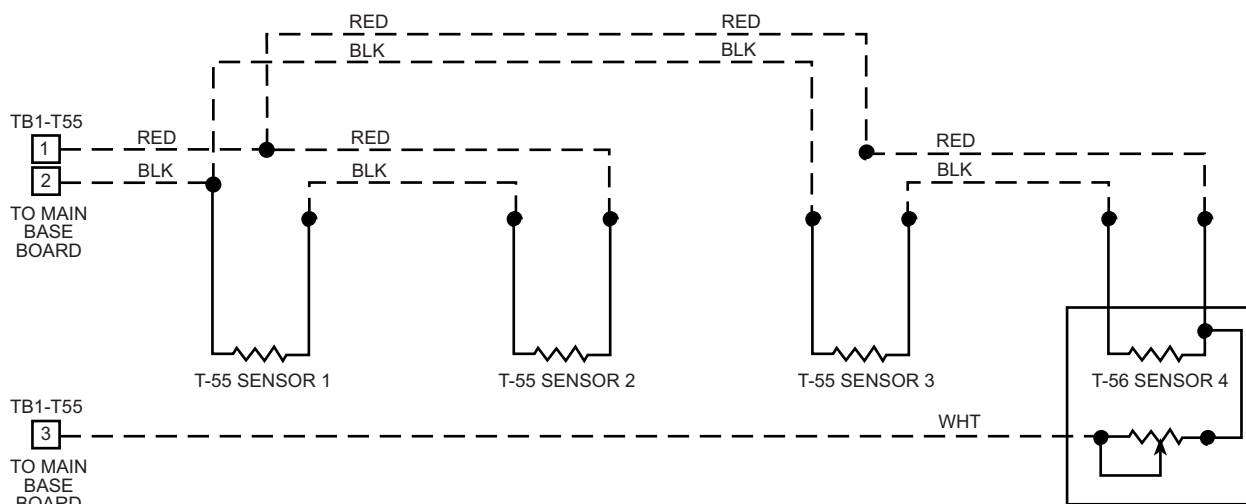 RED RED
BLK BLK
TB1-T55
1 RED RED RED
2 BLK BLK BLK
TO MAIN
BASE
BOARD
T-55 SENSOR 1 T-55 SENSOR 2 T-55 SENSOR 3 T-56 SENSOR 4
TB1-T55
3 WHT
TO MAIN
BASE
BOARD